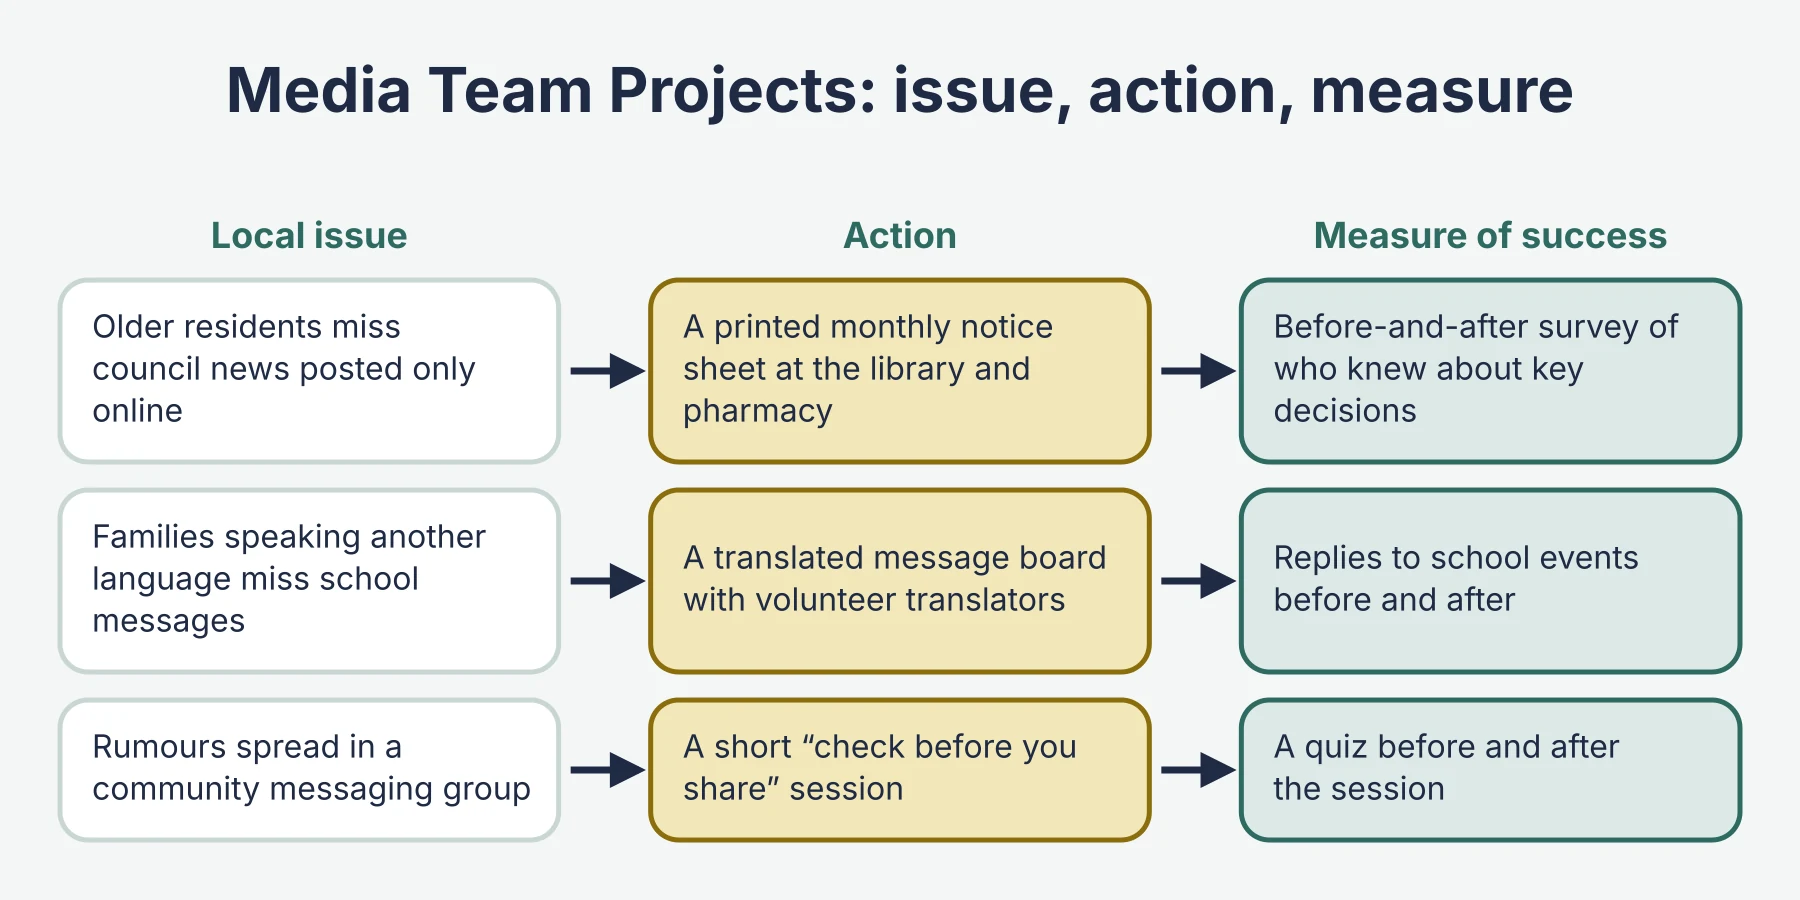 Media Team Projects: issue, action, measure
Local issue
Action
Measure of success
Older residents miss
council news posted only
online
A printed monthly notice
sheet at the library and
pharmacy
Before-and-after survey of
who knew about key
decisions
Families speaking another
language miss school
messages
A translated message board
with volunteer translators
Replies to school events
before and after
Rumours spread in a
community messaging group
A short “check before you
share” session
A quiz before and after
the session